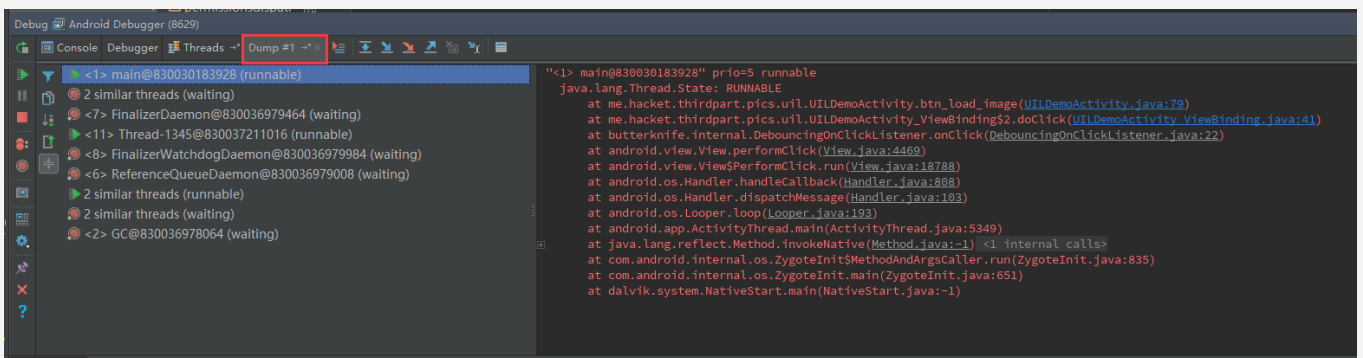 Debug Android Debugger (8629)
Console Debugger Threads →* Dump #1 →* ×
<1> main@830030183928 (runnable)
2 similar threads (waiting)
<7> FinalizerDaemon@830036979464 (waiting)
<11> Thread-1345@830037211016 (runnable)
<8> FinalizerWatchdogDaemon@830036979984 (waiting)
<6> ReferenceQueueDaemon@830036979008 (waiting)
2 similar threads (runnable)
2 similar threads (waiting)
<2> GC@830036978064 (waiting)
"<1> main@830030183928" prio=5 runnable
java.lang.Thread.State: RUNNABLE
at me.hacket.thirdpart.pics.uil.UILDemoActivity.btn_load_image(UILDemoActivity.java:79)
at me.hacket.thirdpart.pics.uil.UILDemoActivity_ViewBinding$2.doClick(UILDemoActivity_ViewBinding.java:41)
at butterknife.internal.DebouncingOnClickListener.onClick(DebouncingOnClickListener.java:22)
at android.view.View.performClick(View.java:4469)
at android.view.View$PerformClick.run(View.java:18788)
at android.os.Handler.handleCallback(Handler.java:808)
at android.os.Handler.dispatchMessage(Handler.java:103)
at android.os.Looper.loop(Looper.java:193)
at android.app.ActivityThread.main(ActivityThread.java:5349)
at java.lang.reflect.Method.invokeNative(Method.java:-1) <1 internal calls>
at com.android.internal.os.ZygoteInit$MethodAndArgsCaller.run(ZygoteInit.java:835)
at com.android.internal.os.ZygoteInit.main(ZygoteInit.java:651)
at dalvik.system.NativeStart.main(NativeStart.java:-1)